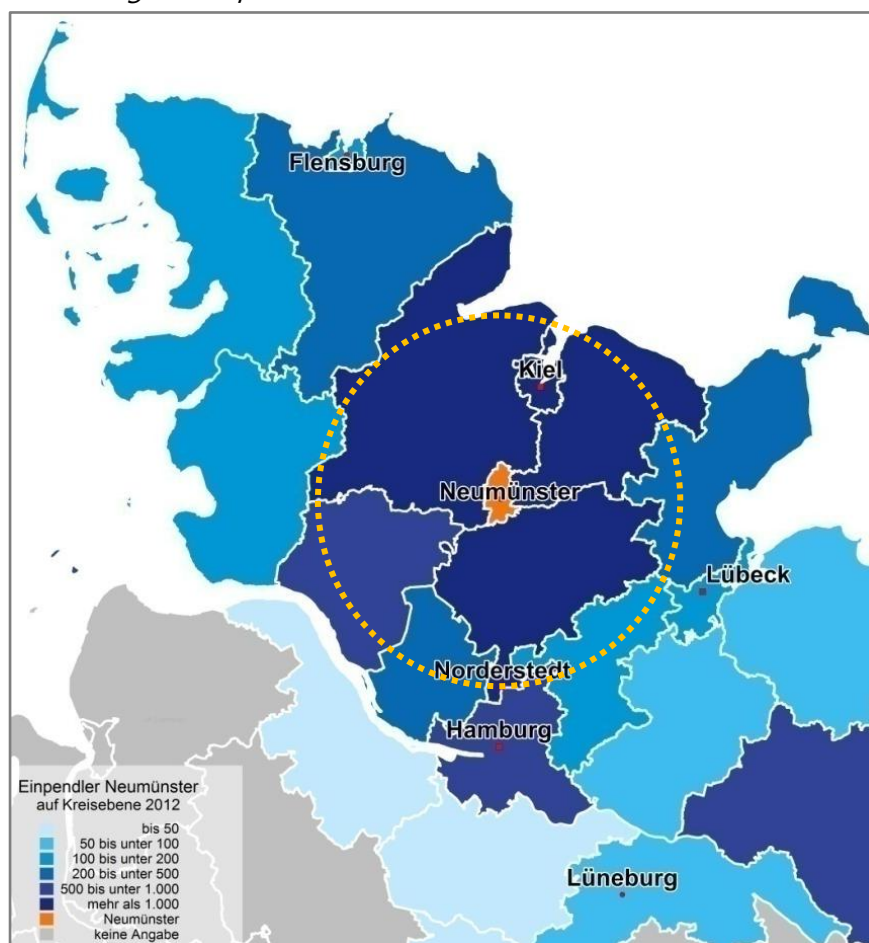 Flensburg
Kiel
Neumünster
Lübeck
Norderstedt
Hamburg
Lüneburg
Einpendler Neumünster
auf Kreisebene 2012
bis 50
50 bis unter 100
100 bis unter 200
200 bis unter 500
500 bis unter 1.000
mehr als 1.000
Neumünster
keine Angabe